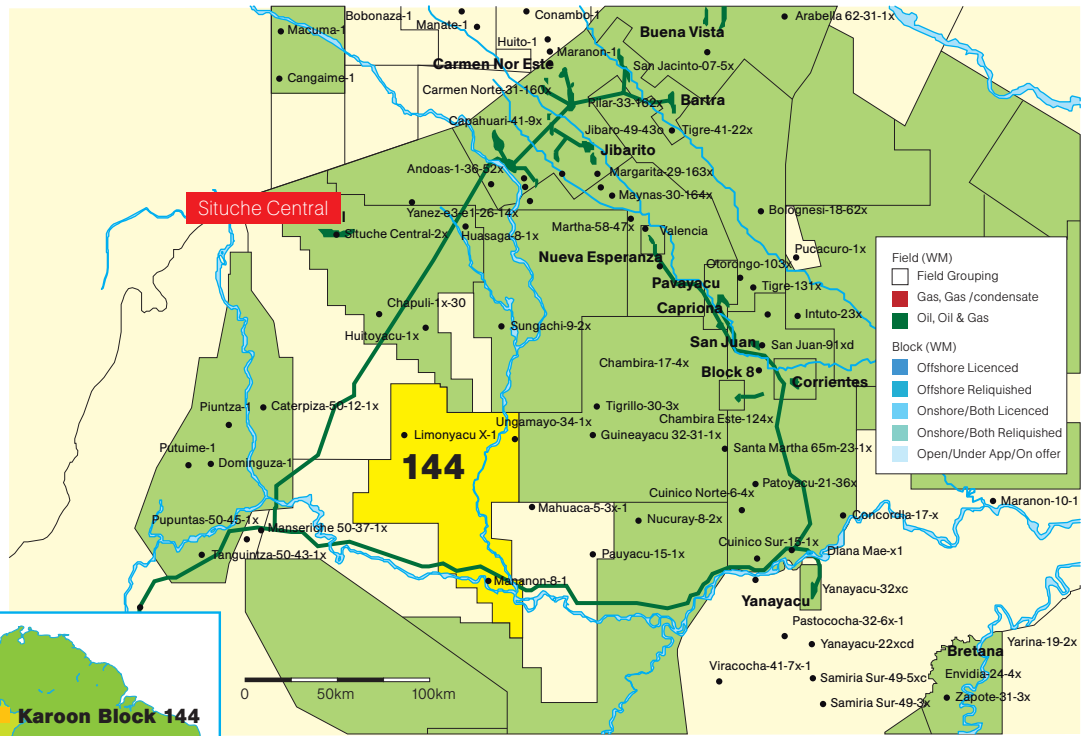 Bobonaza-1
Conambo-1
Arabella 62-31-1x
Macuma-1
Manate-1
Buena Vista
Huito-1
Maranon-1
Carmen Nor Este
San Jacinto-07-5x
Cangaime-1
Carmen Norte-31-160x
Pilar-33-162x
Bartra
Capahuari-41-9x
Jibaro-49-43c
Tigre-41-22x
Jibarito
Andoas-1-36-52x
Margarita-29-163x
Maynas-30-164x
Situche Central
Yanez-e3-e1-26-14x
Bolognesi-18-62x
Situche Central-2x
Huasaga-8-1x
Martha-58-47x
Valencia
Pucacuro-1x
Nueva Esperanza
Otorongo-103x
Field (WM)
Field Grouping
Pavayacu
Tigre-131x
Gas, Gas /condensate
Chapuli-1x-30
Capriona
Intuto-23x
Oil, Oil & Gas
Huitoyacu-1x
Sungachi-9-2x
San Juan
San Juan-91xd
Block (WM)
Chambira-17-4x
Block 8
Corrientes
Offshore Licenced
Offshore Reliquished
Piuntza-1
Caterpiza-50-12-1x
Tigrillo-30-3x
Onshore/Both Licenced
Ungamayo-34-1x
Chambira Este-124x
Onshore/Both Reliquished
Limonyacu X-1
Guineayacu 32-31-1x
Open/Under App/On offer
Putuime-1
Dominguza-1
144
Santa Martha 65m-23-1x
Patoyacu-21-36x
Cuinico Norte-6-4x
Maranon-10-1
Mahuaca-5-3x-1
Pupuntas-50-45-1x
Manseriche 50-37-1x
Nucuray-8-2x
Concordia-17-x
Cuinico Sur-15-1x
Tanguintza-50-43-1x
Pauyacu-15-1x
Diana Mae-x1
Mananon-8-1
Yanayacu-32xc
Yanayacu
Pastococha-32-6x-1
Yanayacu-22xcd
Yarina-19-2x
Bretana
Viracocha-41-7x-1
Envidia-24-4x
Samiria Sur-49-5xc
0 50km 100km
Zapote-31-3x
Samiria Sur-49-3x
Karoon Block 144